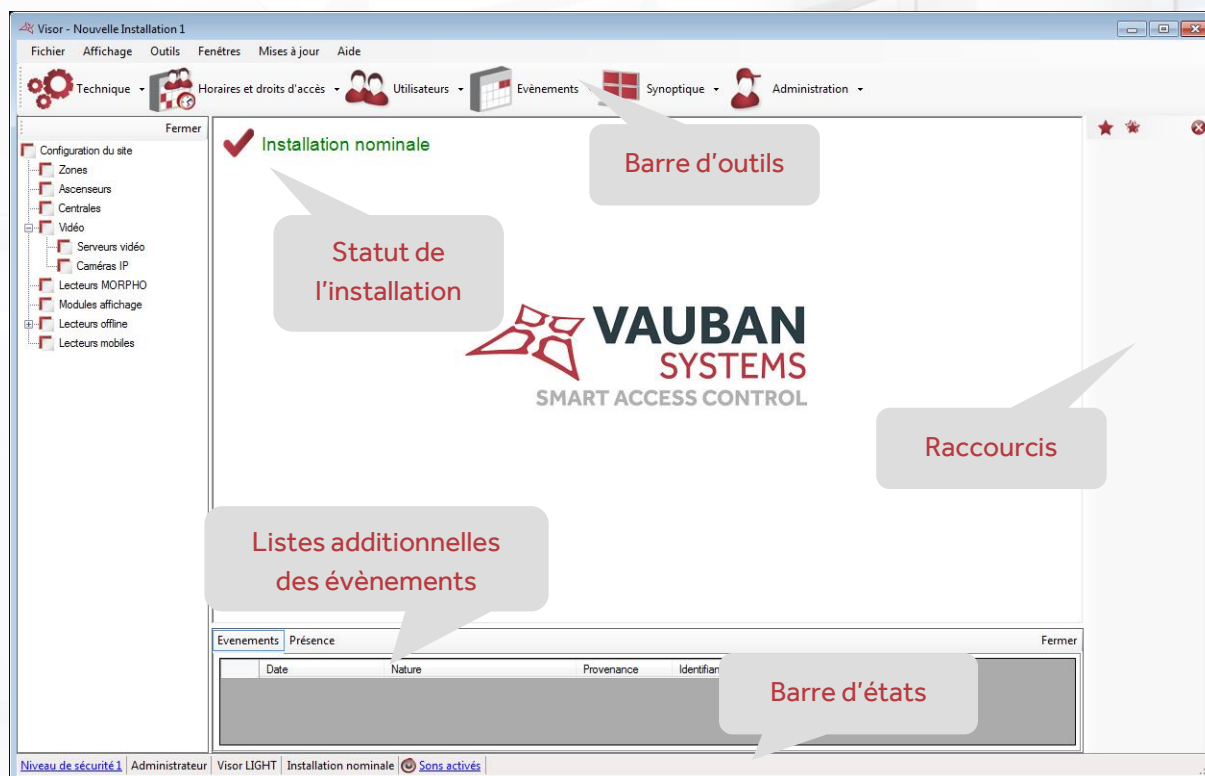 Visor - Nouvelle Installation 1
Fichier Affichage Outils Fenêtres Mises à jour Aide
Technique Horaires et droits d'accès Utilisateurs Evènements Synoptique Administration
Fermer
Configuration du site
Zones
Ascenseurs
Centrales
Vidéo
Serveurs vidéo
Caméras IP
Lecteurs MORPHO
Modules affichage
Lecteurs offline
Lecteurs mobiles
Installation nominale
Barre d'outils
Statut de
l'installation
VAUBAN
SYSTEMS
SMART ACCESS CONTROL
Raccourcis
Listes additionnelles
des évènements
Evenements Présence Fermer
Date Nature Provenance
Barre d'états
Niveau de sécurité 1 Administrateur Visor LIGHT Installation nominale Sons activés